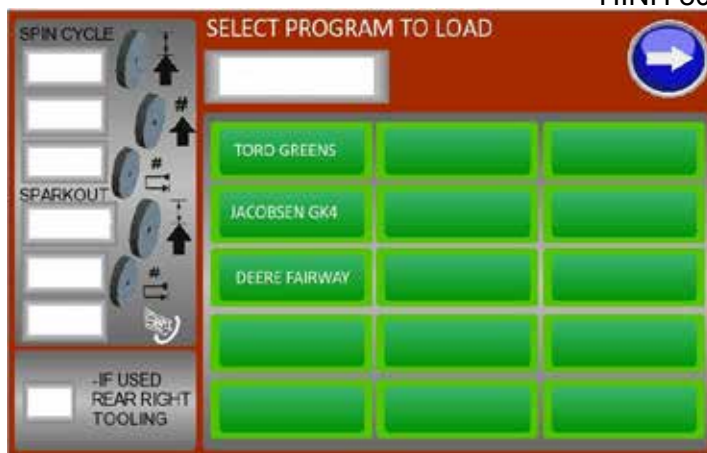 SPIN CYCLE
SELECT PROGRAM TO LOAD
#
#
SPARKOUT
#
TORO GREENS
JACOBSEN GK4
DEERE FAIRWAY
-IF USED
REAR RIGHT
TOOLING